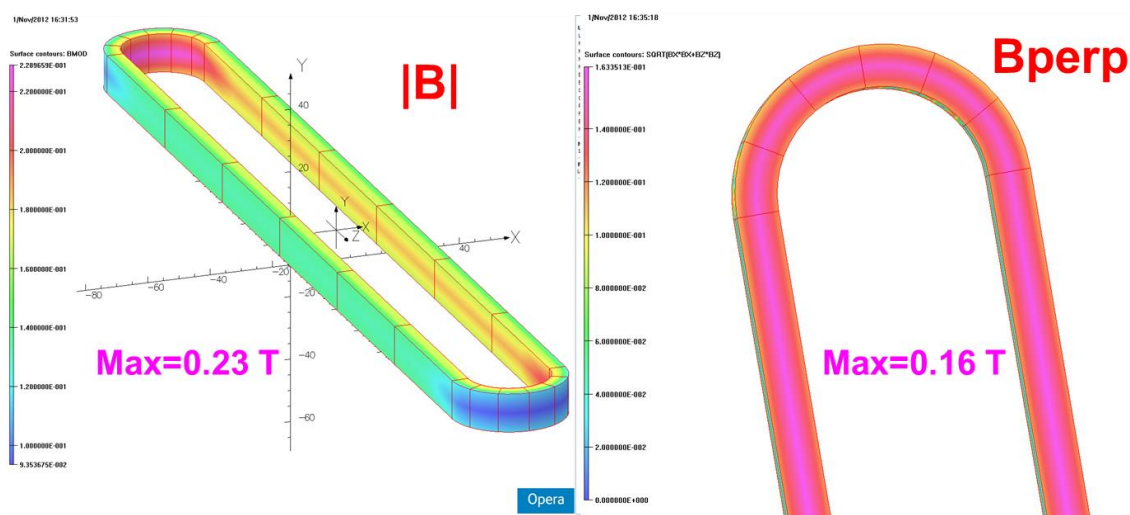 1/Nov/2012 16:31:53
Surface contours: BMOD
2.289659E-001
2.200000E-001
2.000000E-001
1.800000E-001
1.600000E-001
1.400000E-001
1.200000E-001
1.000000E-001
9.353675E-002
|B|
Y
40
20
Y
X
Z
X
40
-20
-40
-60
-80
-20
-40
-60
Max=0.23 T
Opera
1/Nov/2012 16:35:18
Surface contours: SQRT(BX*BX+BZ*BZ)
1.633513E-001
1.400000E-001
1.200000E-001
1.000000E-001
8.000000E-002
6.000000E-002
4.000000E-002
2.000000E-002
0.000000E+000
Bperp
Max=0.16 T